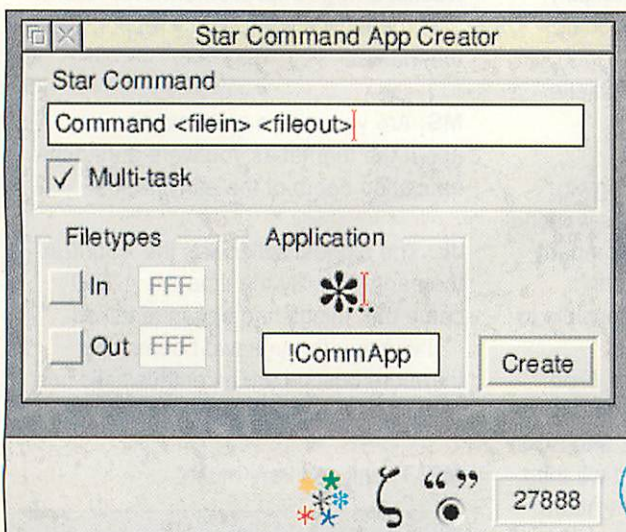 Star Command App Creator
Star Command
Command <filein> <fileout>
Multi-task
Filetypes
In FFF
Out FFF
Application
*...
!CommApp
Create
ζ “ ” 27888